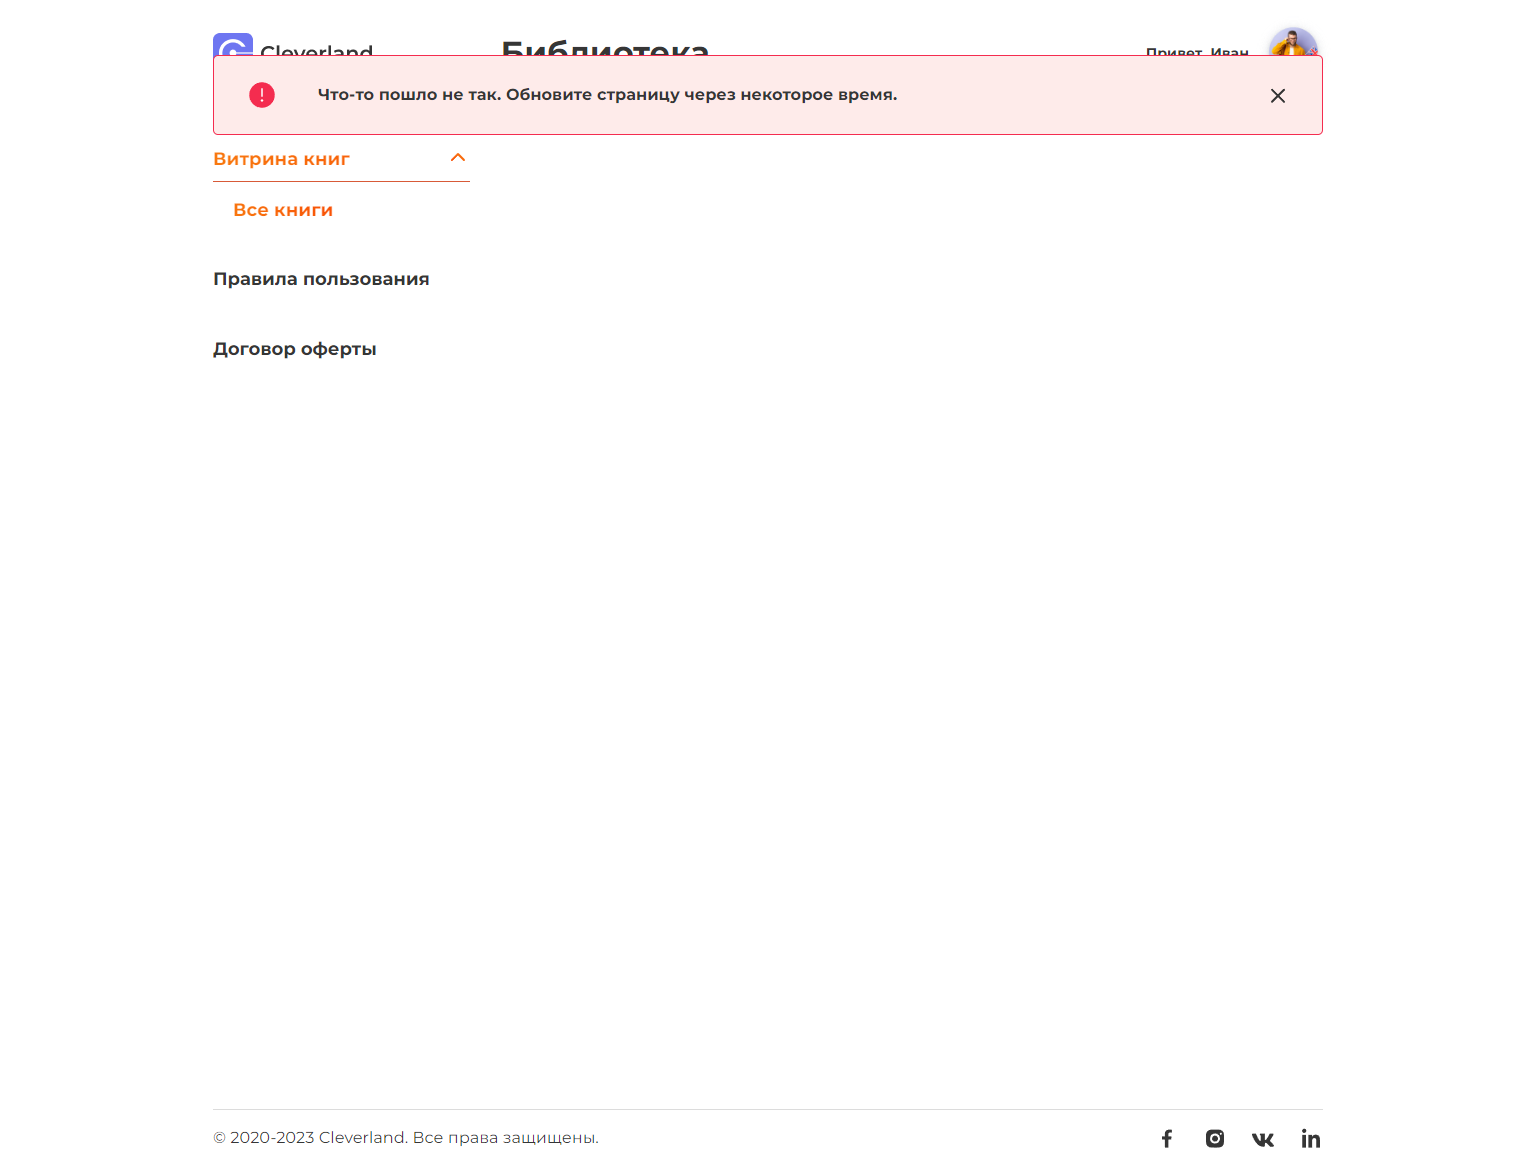 Cleverland
Библиотека
Привет, Иван
Что-то пошло не так. Обновите страницу через некоторое время.
Витрина книг
Все книги
Правила пользования
Договор оферты
© 2020-2023 Cleverland. Все права защищены.